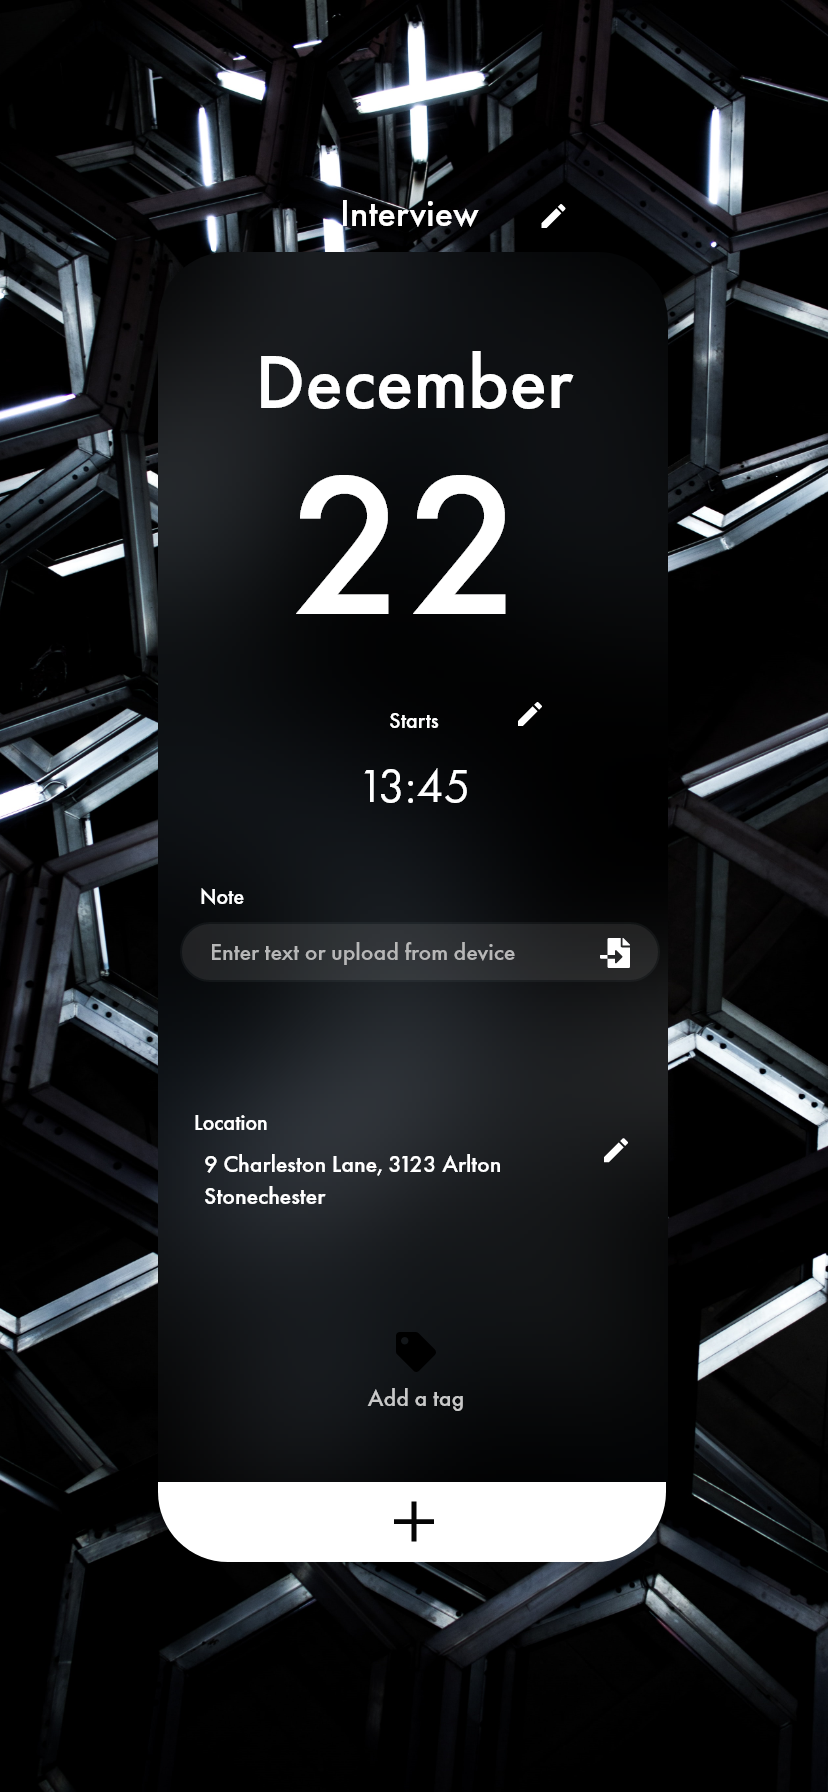 Interview
December
22
Starts
13:45
Note
Enter text or upload from device
Location
9 Charleston Lane, 3123 Arlton
Stonechester
Add a tag